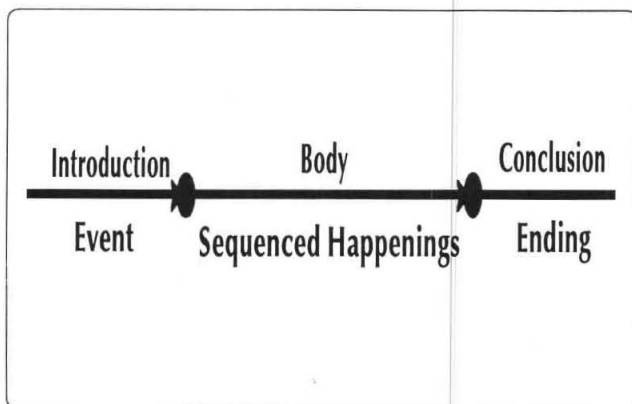 Introduction Body Conclusion
Event Sequenced Happenings Ending